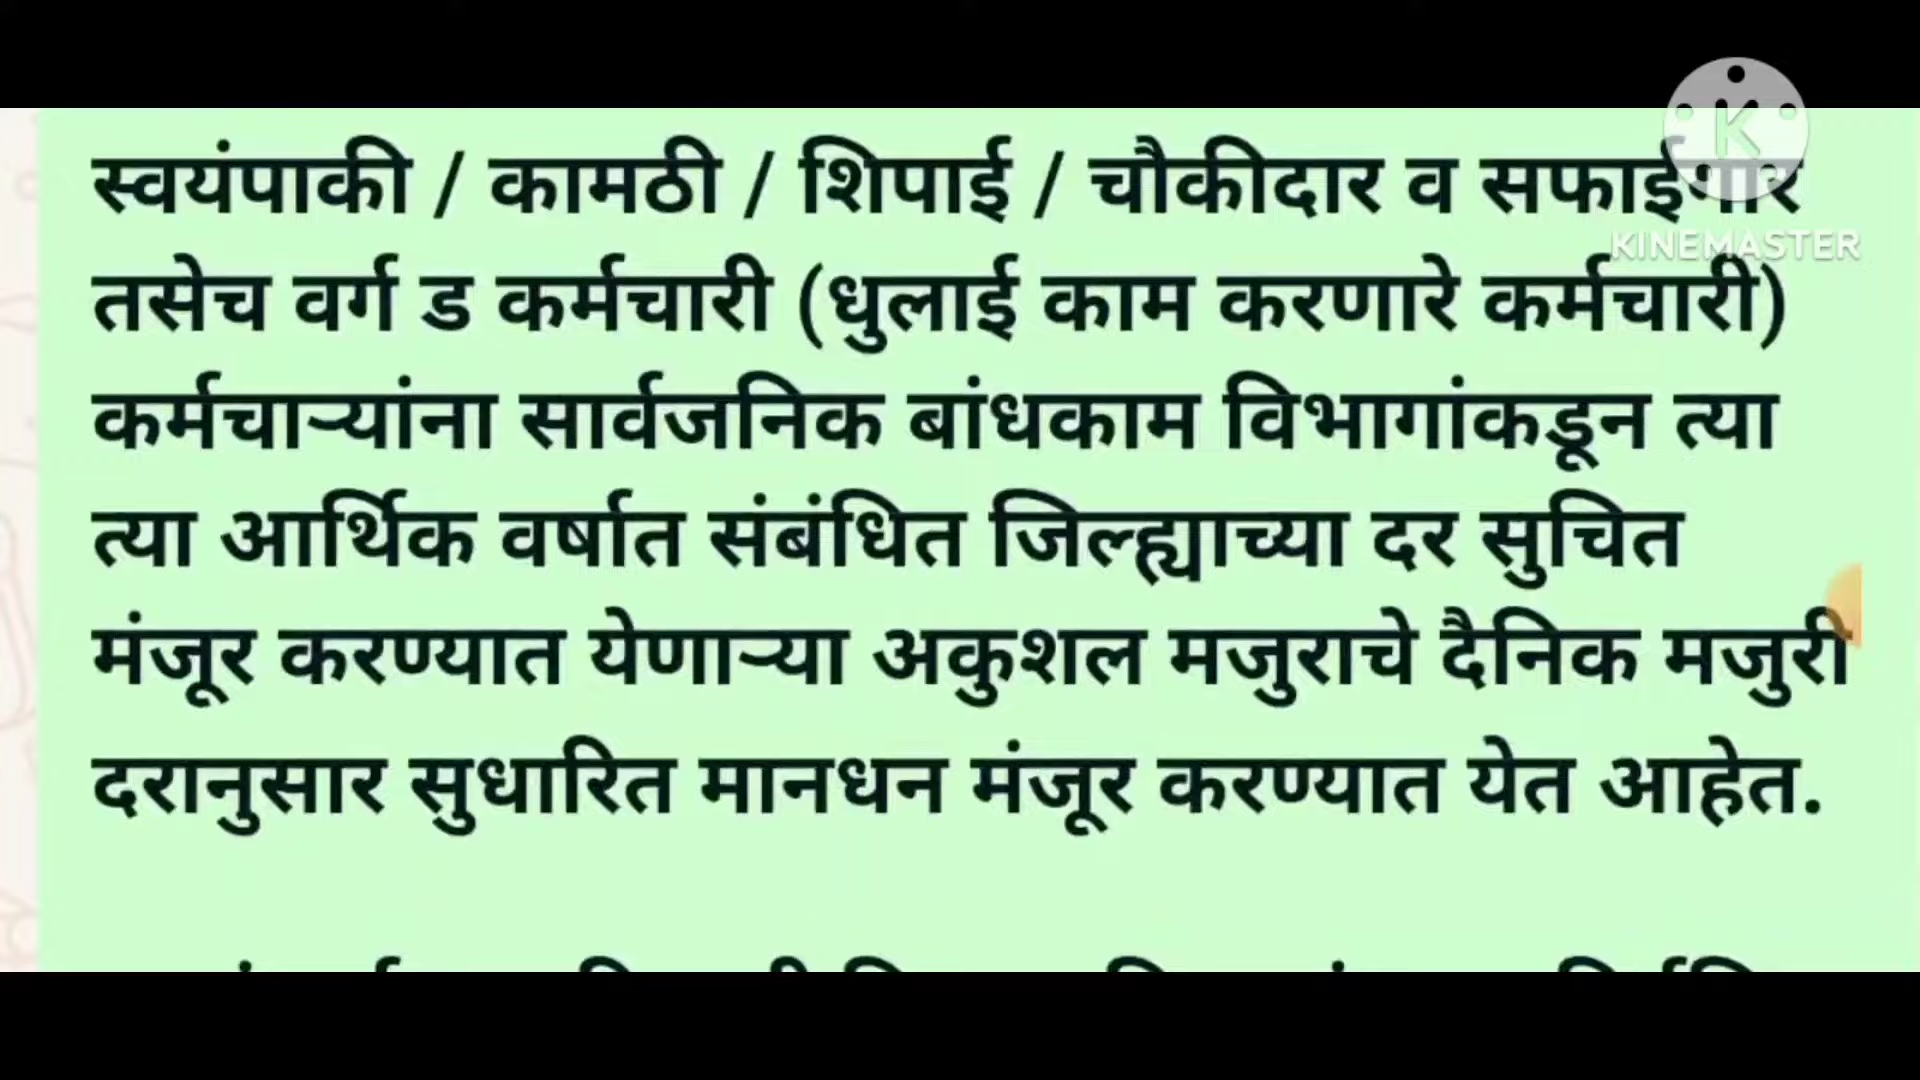 स्वयंपाकी / कामठी / शिपाई / चौकीदार व सफाईगार
K
KINEMASTER
तसेच वर्ग ड कर्मचारी (धुलाई काम करणारे कर्मचारी)
कर्मचाऱ्यांना सार्वजनिक बांधकाम विभागांकडून त्या
त्या आर्थिक वर्षात संबंधित जिल्ह्याच्या दर सुचित
मंजूर करण्यात येणाऱ्या अकुशल मजुराचे दैनिक मजुरी
दरानुसार सुधारित मानधन मंजूर करण्यात येत आहेत.